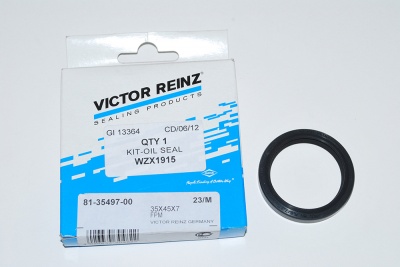 VICTOR REINZ
SEALING PRODUCTS
GI 13364 CD/06/12
QTY 1
KIT-OIL SEAL
WZX1915
81-35497-00 23/M
35X45X7
FPM
VICTOR REINZ GERMANY